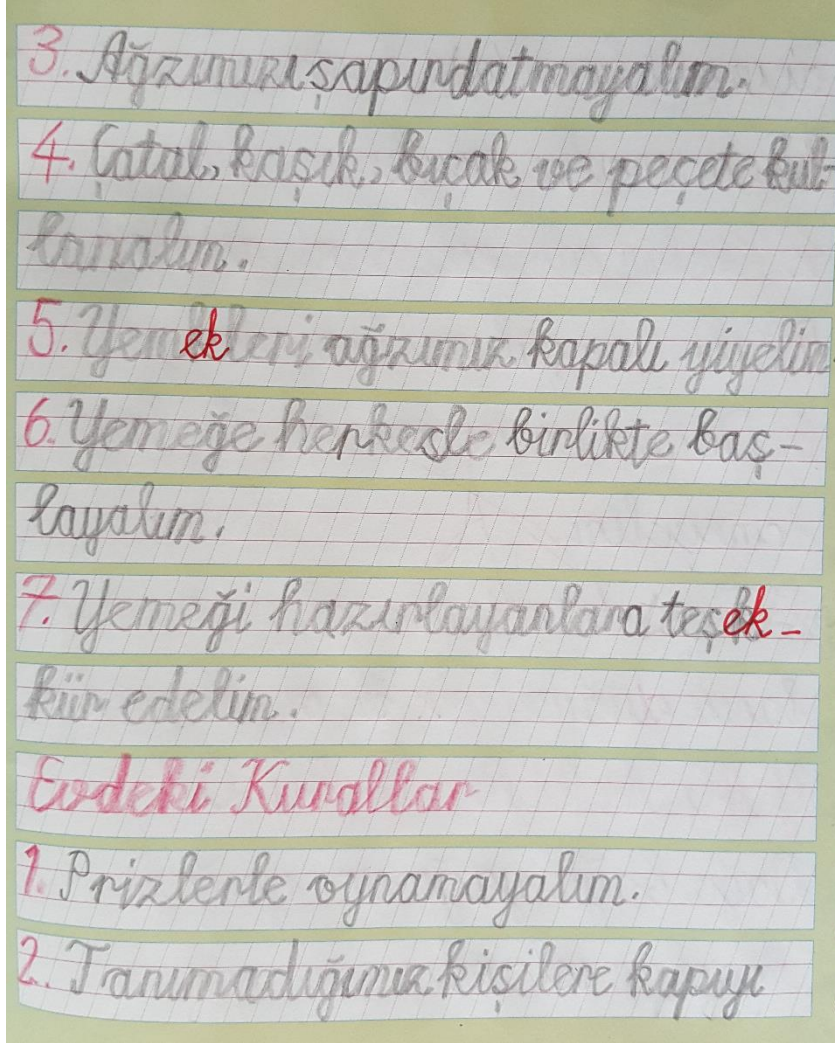 3. Ağzımızı şapırdatmayalım.
4. Çatal, kaşık, bıçak ve peçete kul-
lanalım.
5. Yemekleri ağzımız kapalı yiyelim
6. Yemeğe herkesle birlikte baş-
layalım.
7. Yemeği hazırlayanlara teşek-
kür edelim.
Evdeki Kurallar
1. Prizlerle oynamayalım.
2. Tanımadığımız kişilere kapıyı